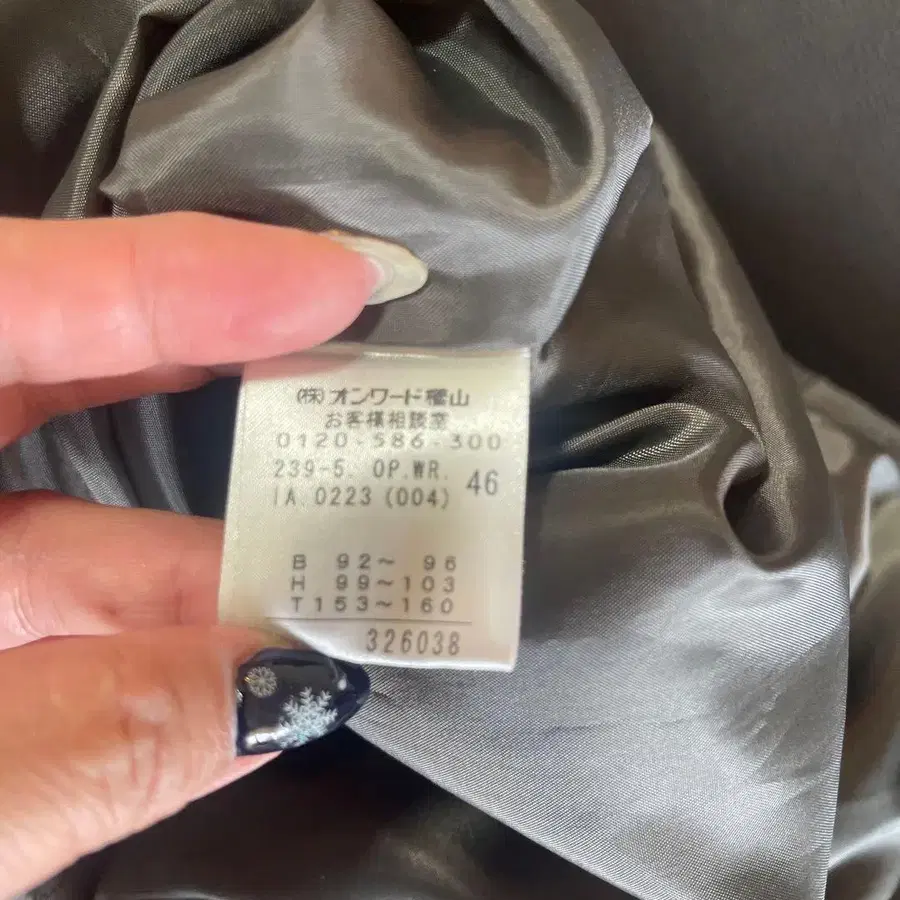 (株)オンワード樫山
お客様相談室
0120-586-300
239-5. OP.WR. 46
IA.0223 (004)
B 92~ 96
H 99~103
T153~160
326038